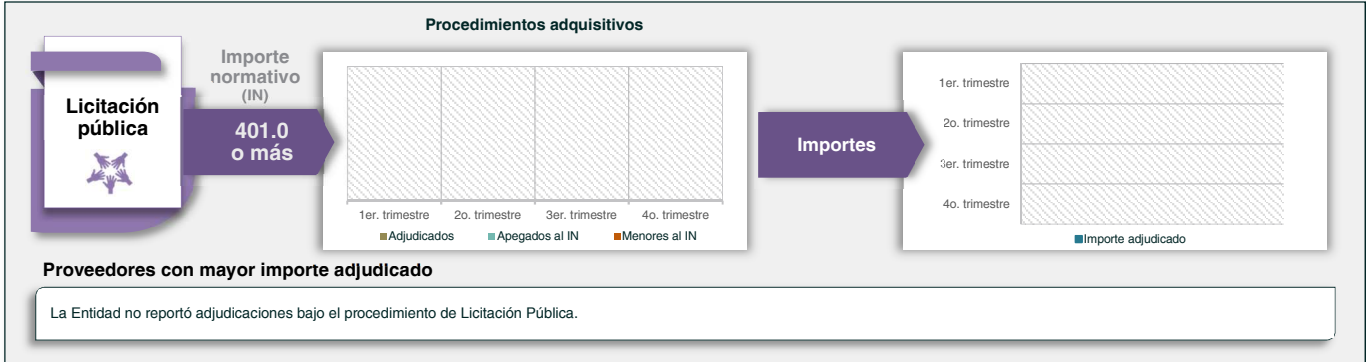 Procedimientos adquisitivos
Licitación
pública
Importe
normativo
(IN)
401.0
o más
1er. trimestre 2o. trimestre 3er. trimestre 4o. trimestre
Adjudicados Apegados al IN Menores al IN
Importes
1er. trimestre
2o. trimestre
3er. trimestre
4o. trimestre
Importe adjudicado
Proveedores con mayor importe adjudicado
La Entidad no reportó adjudicaciones bajo el procedimiento de Licitación Pública.